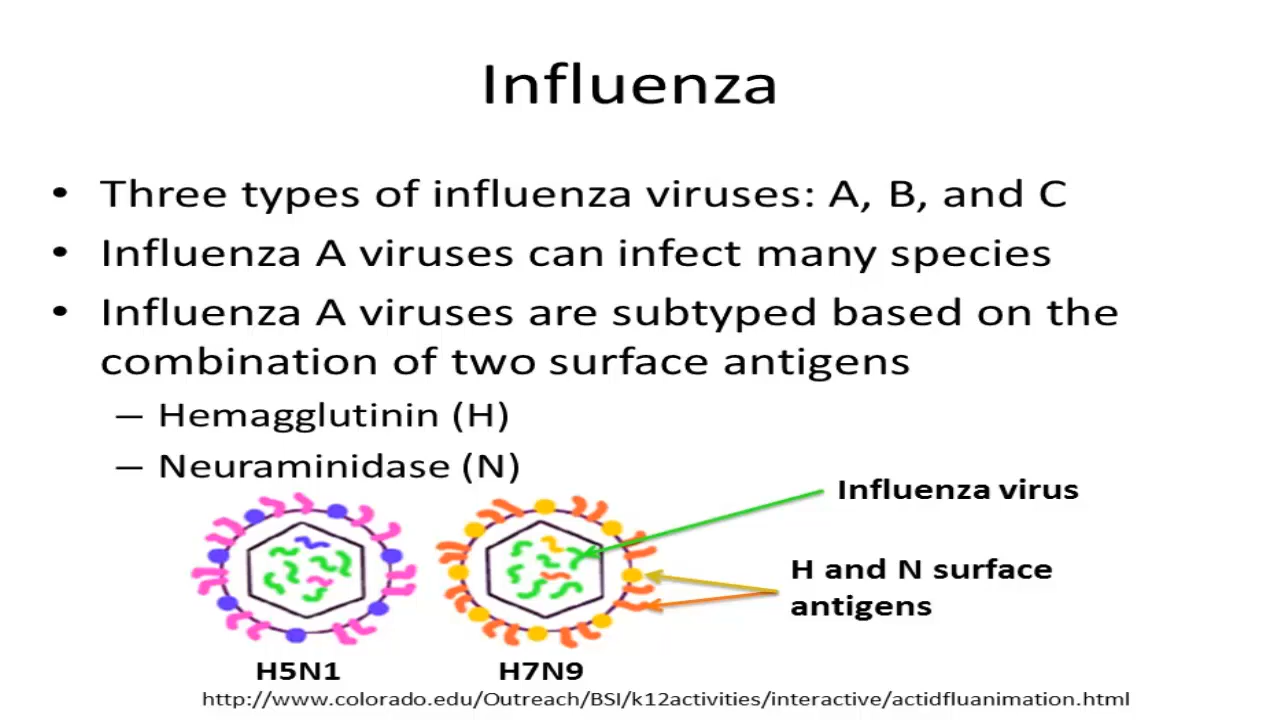 Influenza
• Three types of influenza viruses: A, B, and C
• Influenza A viruses can infect many species
• Influenza A viruses are subtyped based on the
combination of two surface antigens
– Hemagglutinin (H)
– Neuraminidase (N)
Influenza virus
H and N surface
antigens
H5N1
H7N9
http://www.colorado.edu/Outreach/BSI/k12activities/interactive/actidfluanimation.html